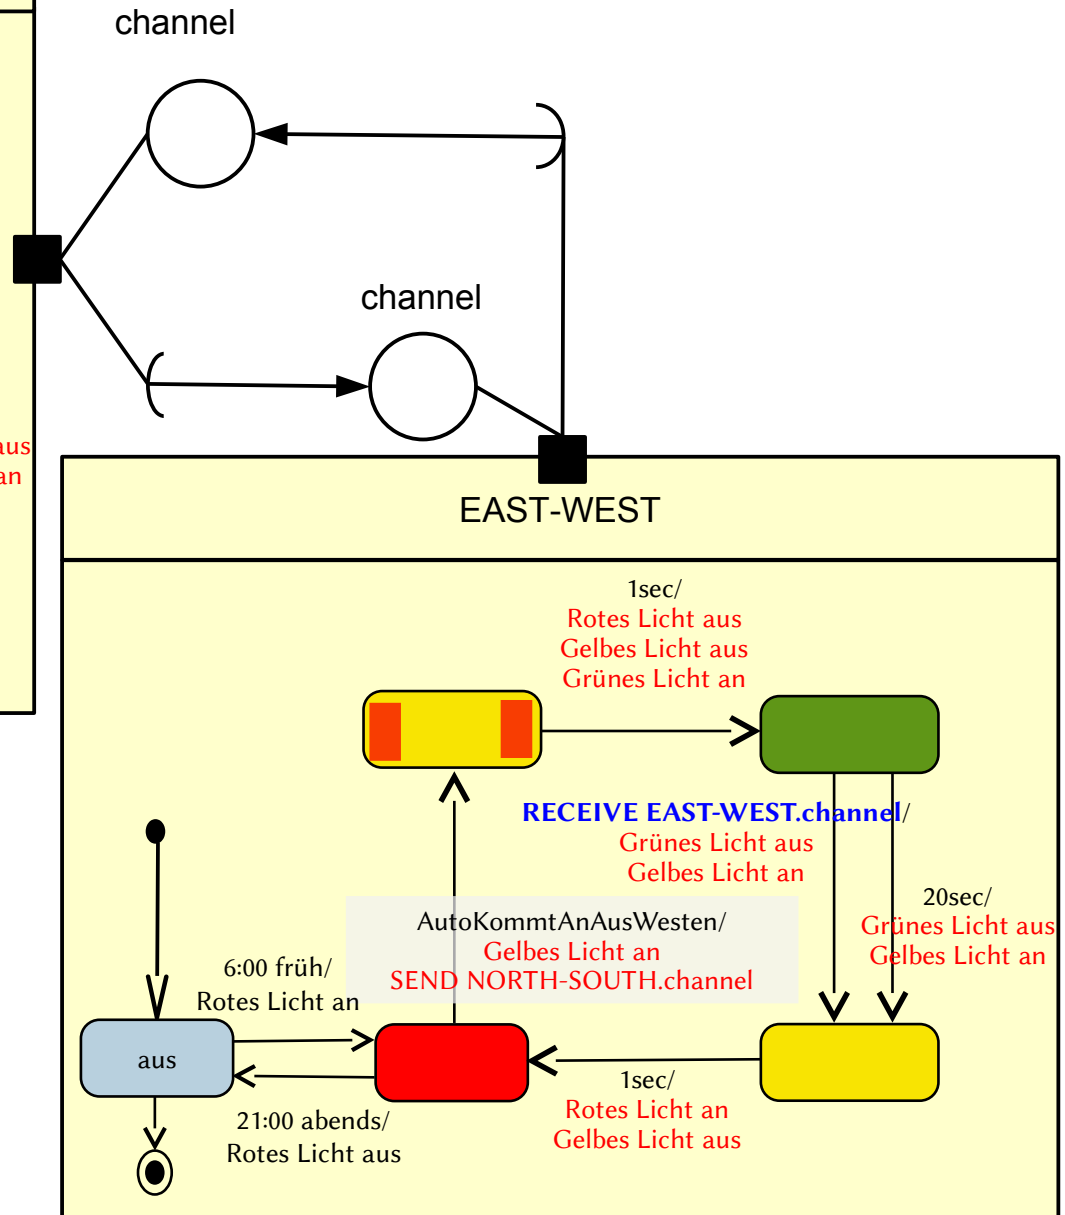 channel
channel
aus
an
EAST-WEST
1sec/
Rotes Licht aus
Gelbes Licht aus
Grünes Licht an
RECEIVE EAST-WEST.channel/
Grünes Licht aus
Gelbes Licht an
20sec/
Grünes Licht aus
Gelbes Licht an
AutoKommtAnAusWesten/
Gelbes Licht an
SEND NORTH-SOUTH.channel
6:00 früh/
Rotes Licht an
aus
1sec/
Rotes Licht an
Gelbes Licht aus
21:00 abends/
Rotes Licht aus